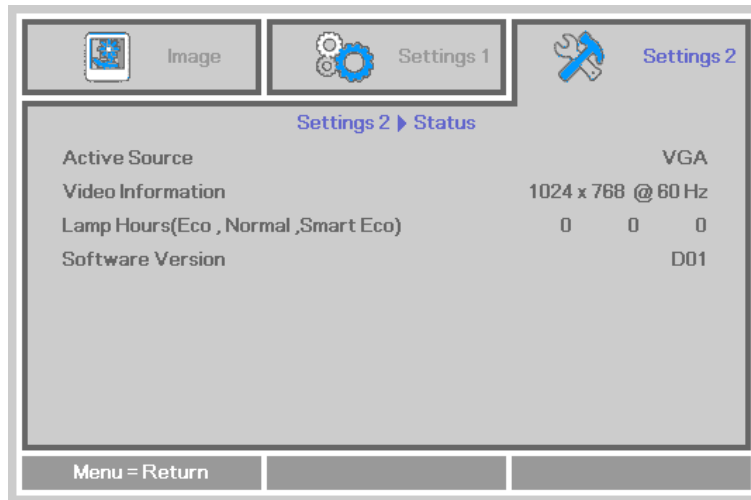 Image Settings 1 Settings 2
Settings 2 ▶ Status
Active Source VGA
Video Information 1024 x 768 @ 60 Hz
Lamp Hours(Eco , Normal ,Smart Eco) 0 0 0
Software Version D01
Menu = Return